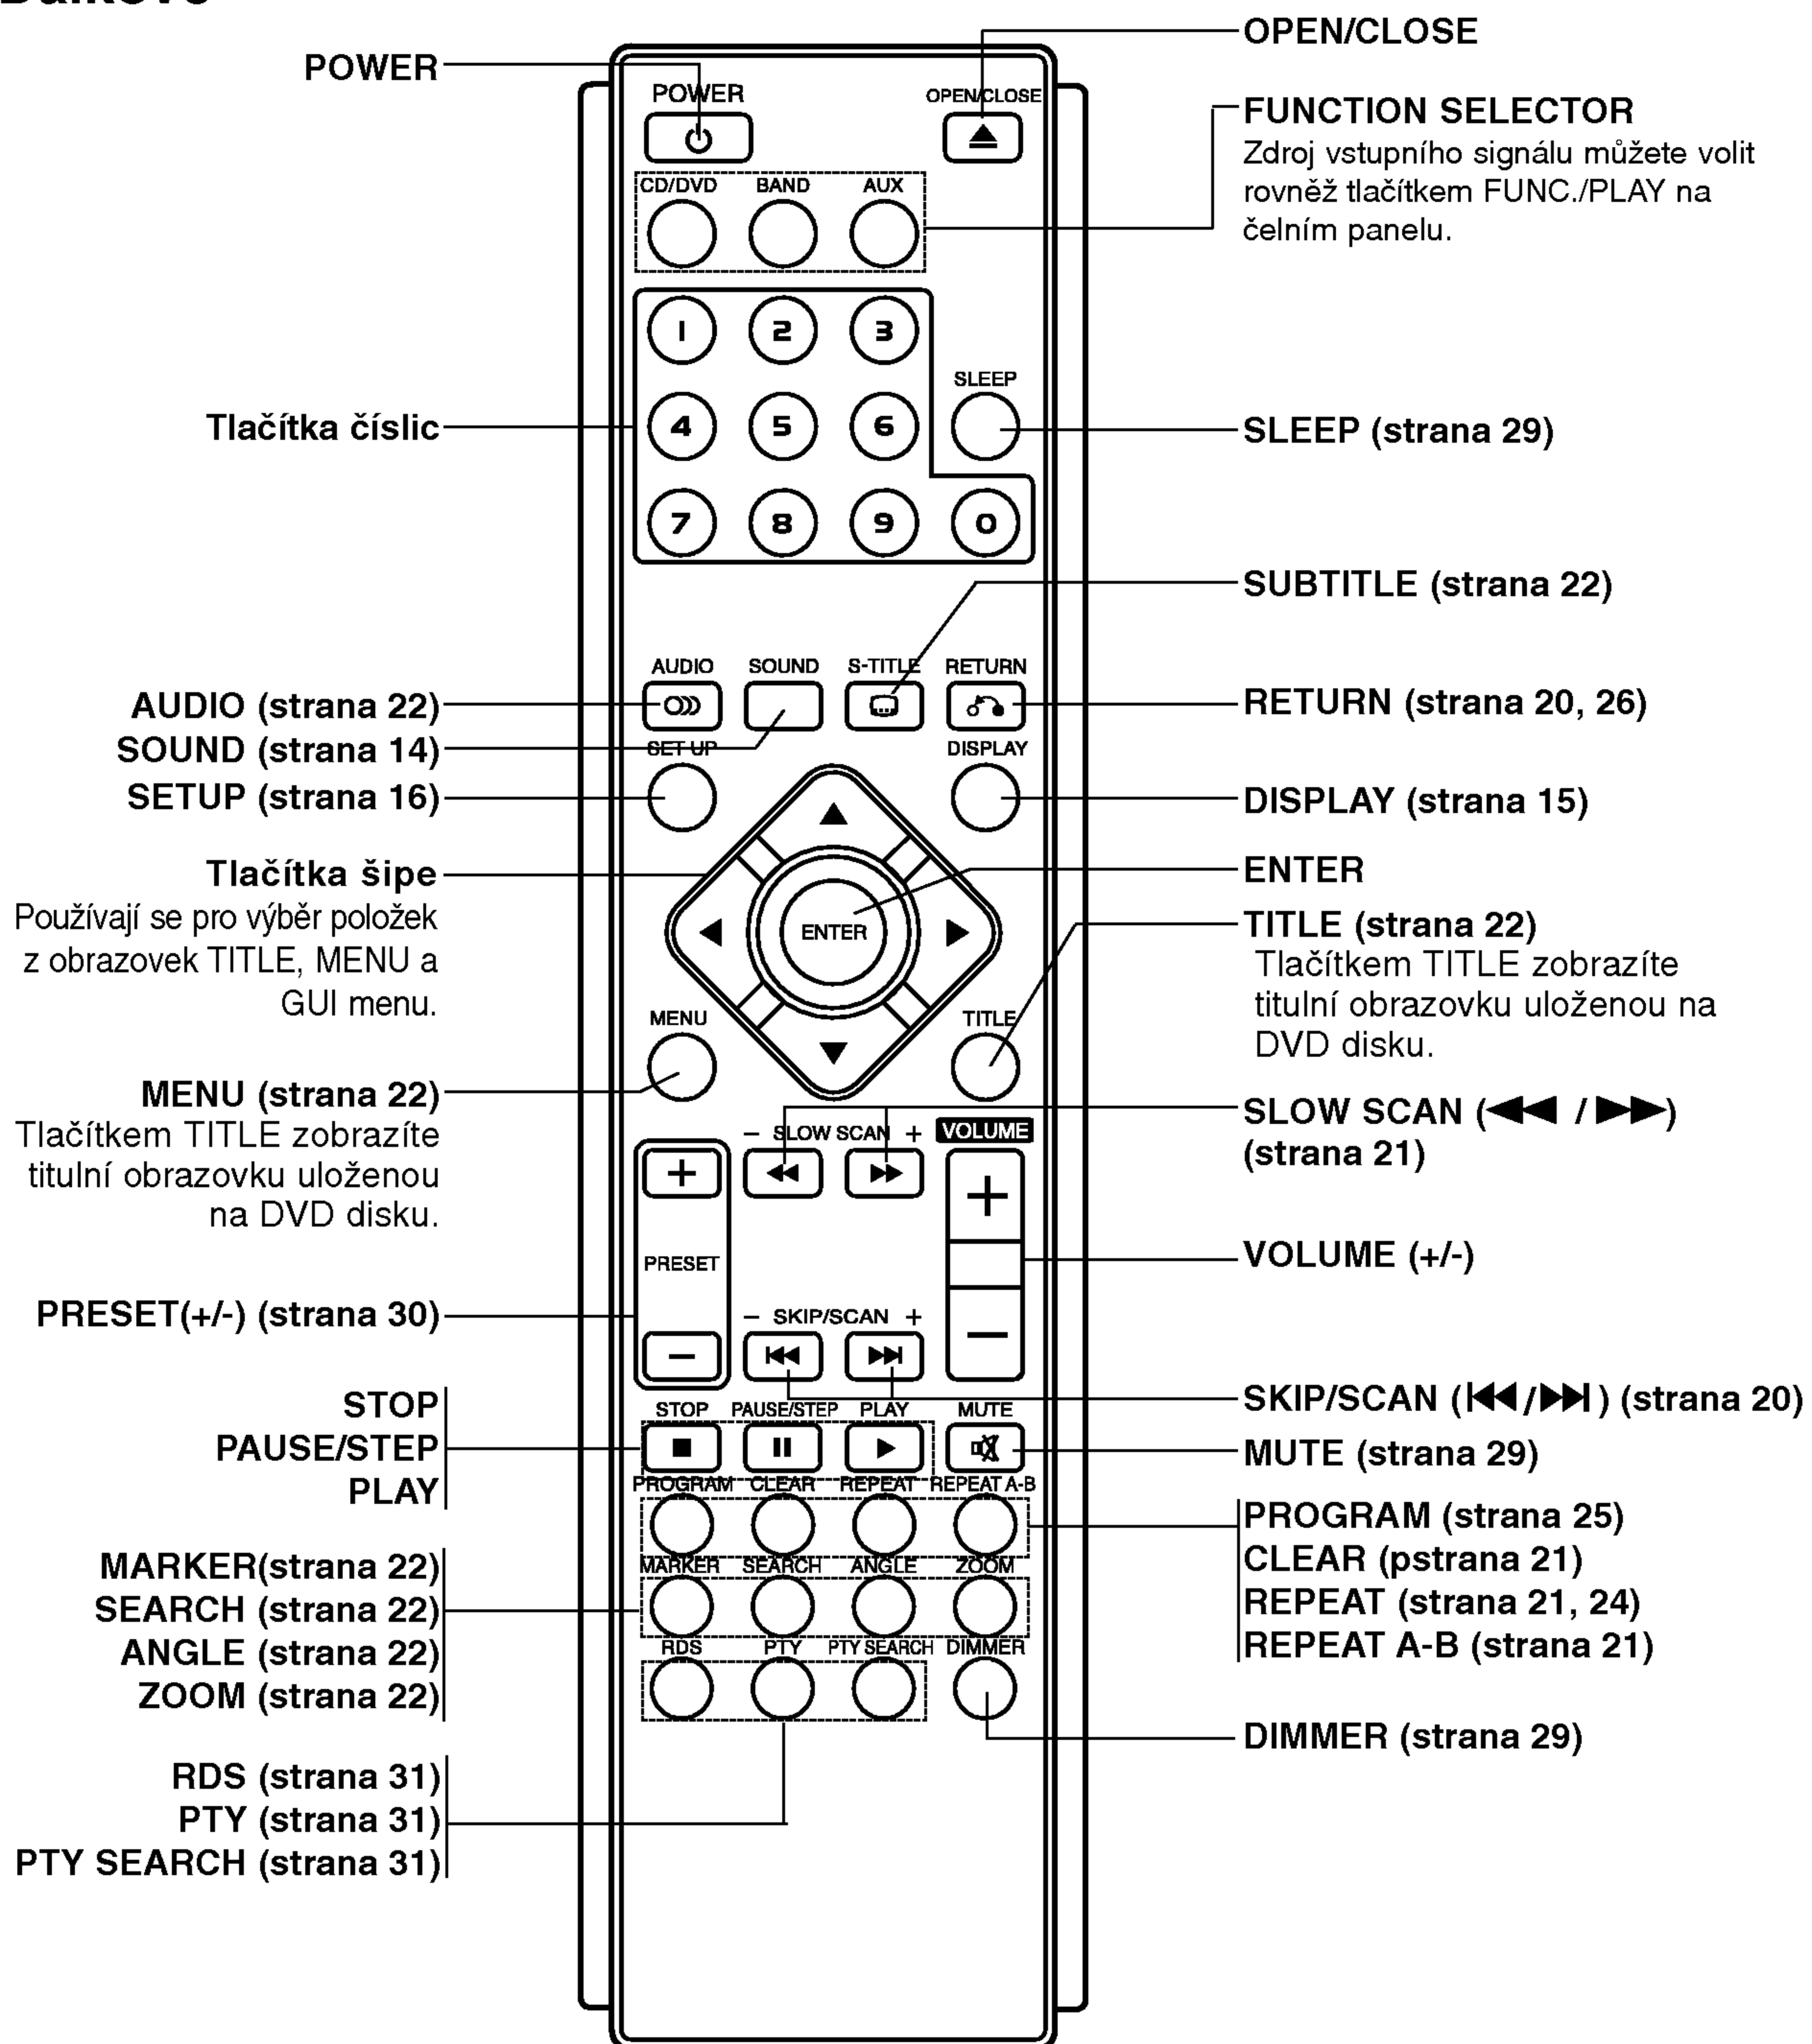 POWER
Tlačítka číslic
AUDIO (strana 22)
SOUND (strana 14)
SETUP (strana 16)
Tlačítka šipe
Používají se pro výběr položek
z obrazovek TITLE, MENU a
GUI menu.
MENU (strana 22)
Tlačítkem TITLE zobrazíte
titulní obrazovku uloženou
na DVD disku.
PRESET(+/-) (strana 30)
STOP
PAUSE/STEP
PLAY
MARKER(strana 22)
SEARCH (strana 22)
ANGLE (strana 22)
ZOOM (strana 22)
RDS (strana 31)
PTY (strana 31)
PTY SEARCH (strana 31)
POWER OPEN/CLOSE
CD/DVD BAND AUX
1 2 3
SLEEP
4 5 6
7 8 9 0
AUDIO SOUND S-TITLE RETURN
SET UP DISPLAY
ENTER
MENU TITLE
– SLOW SCAN + VOLUME
+ ◀◀ ▶▶ +
PRESET
– SKIP/SCAN + –
– |◀◀ ▶▶|
STOP PAUSE/STEP PLAY MUTE
PROGRAM CLEAR REPEAT REPEAT A-B
MARKER SEARCH ANGLE ZOOM
RDS PTY PTY SEARCH DIMMER
OPEN/CLOSE
FUNCTION SELECTOR
Zdroj vstupního signálu můžete volit
rovněž tlačítkem FUNC./PLAY na
čelním panelu.
SLEEP (strana 29)
SUBTITLE (strana 22)
RETURN (strana 20, 26)
DISPLAY (strana 15)
ENTER
TITLE (strana 22)
Tlačítkem TITLE zobrazíte
titulní obrazovku uloženou na
DVD disku.
SLOW SCAN (◀◀ / ▶▶)
(strana 21)
VOLUME (+/-)
SKIP/SCAN (|◀◀/▶▶|) (strana 20)
MUTE (strana 29)
PROGRAM (strana 25)
CLEAR (pstrana 21)
REPEAT (strana 21, 24)
REPEAT A-B (strana 21)
DIMMER (strana 29)